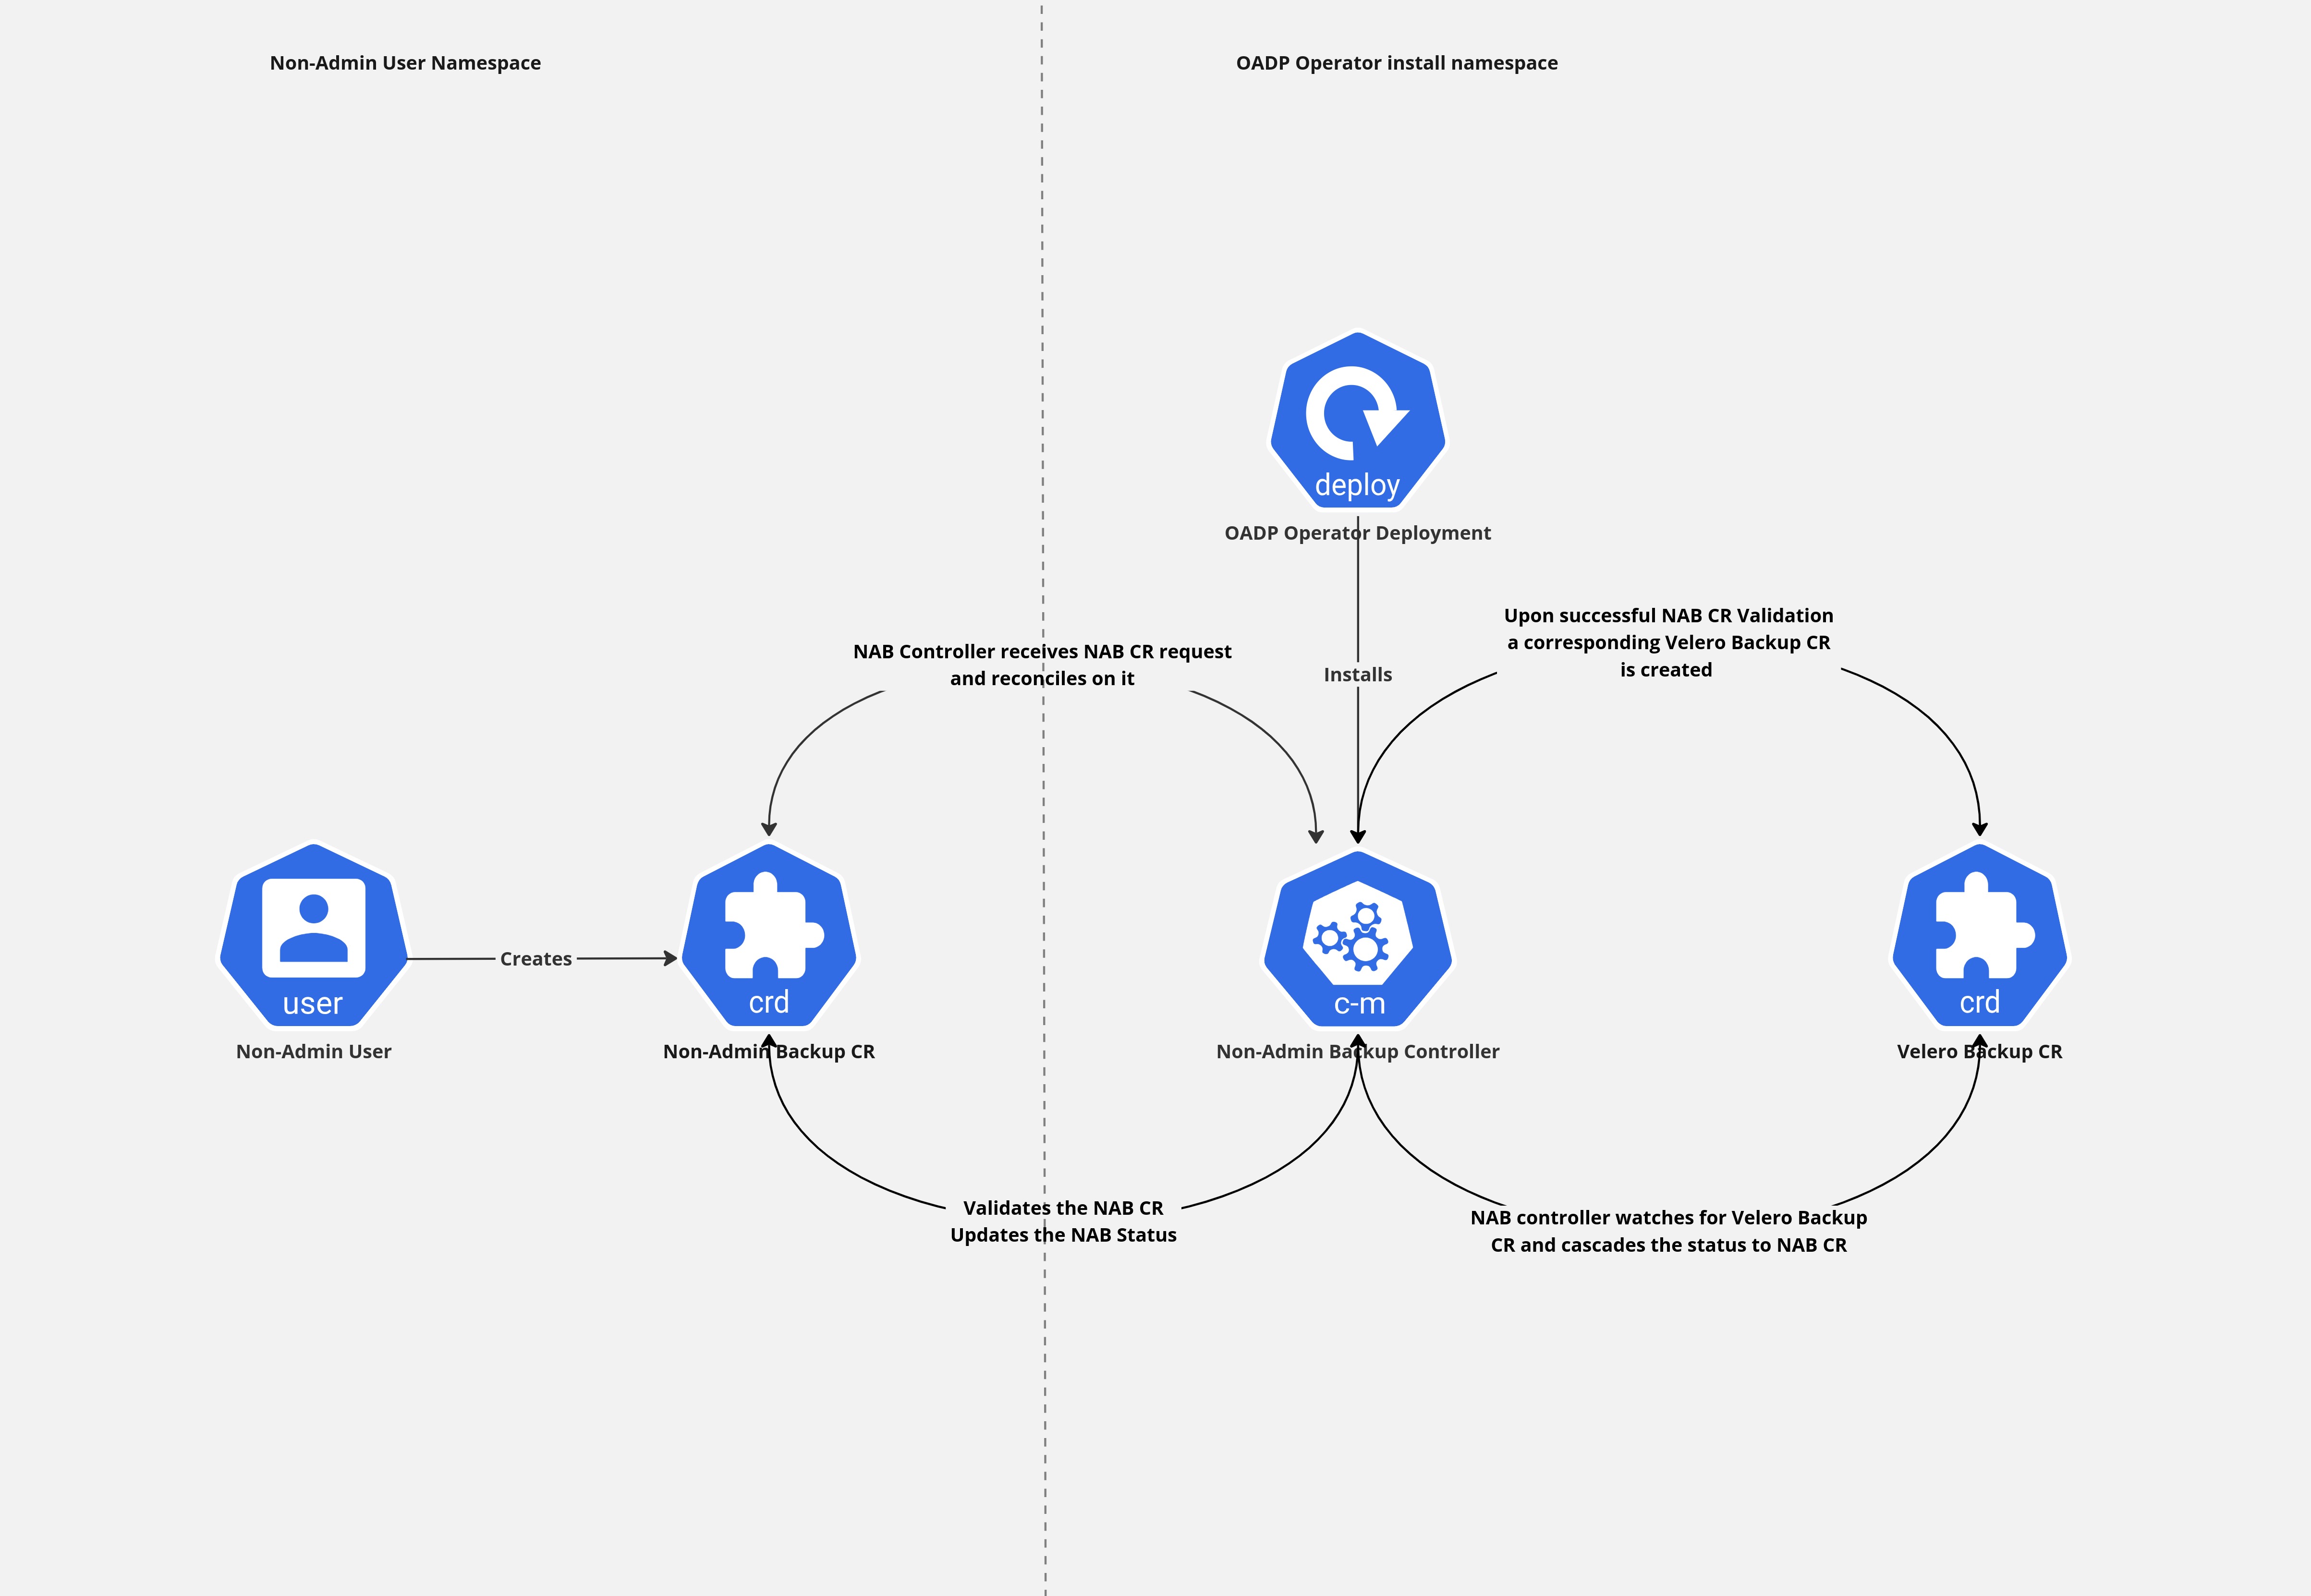 Non-Admin User Namespace
OADP Operator install namespace
deploy
OADP Operator Deployment
Upon successful NAB CR Validation
a corresponding Velero Backup CR
is created
NAB Controller receives NAB CR request
and reconciles on it
Installs
Creates
user
crd
c-m
crd
Non-Admin User
Non-Admin Backup CR
Non-Admin Backup Controller
Velero Backup CR
Validates the NAB CR
Updates the NAB Status
NAB controller watches for Velero Backup
CR and cascades the status to NAB CR